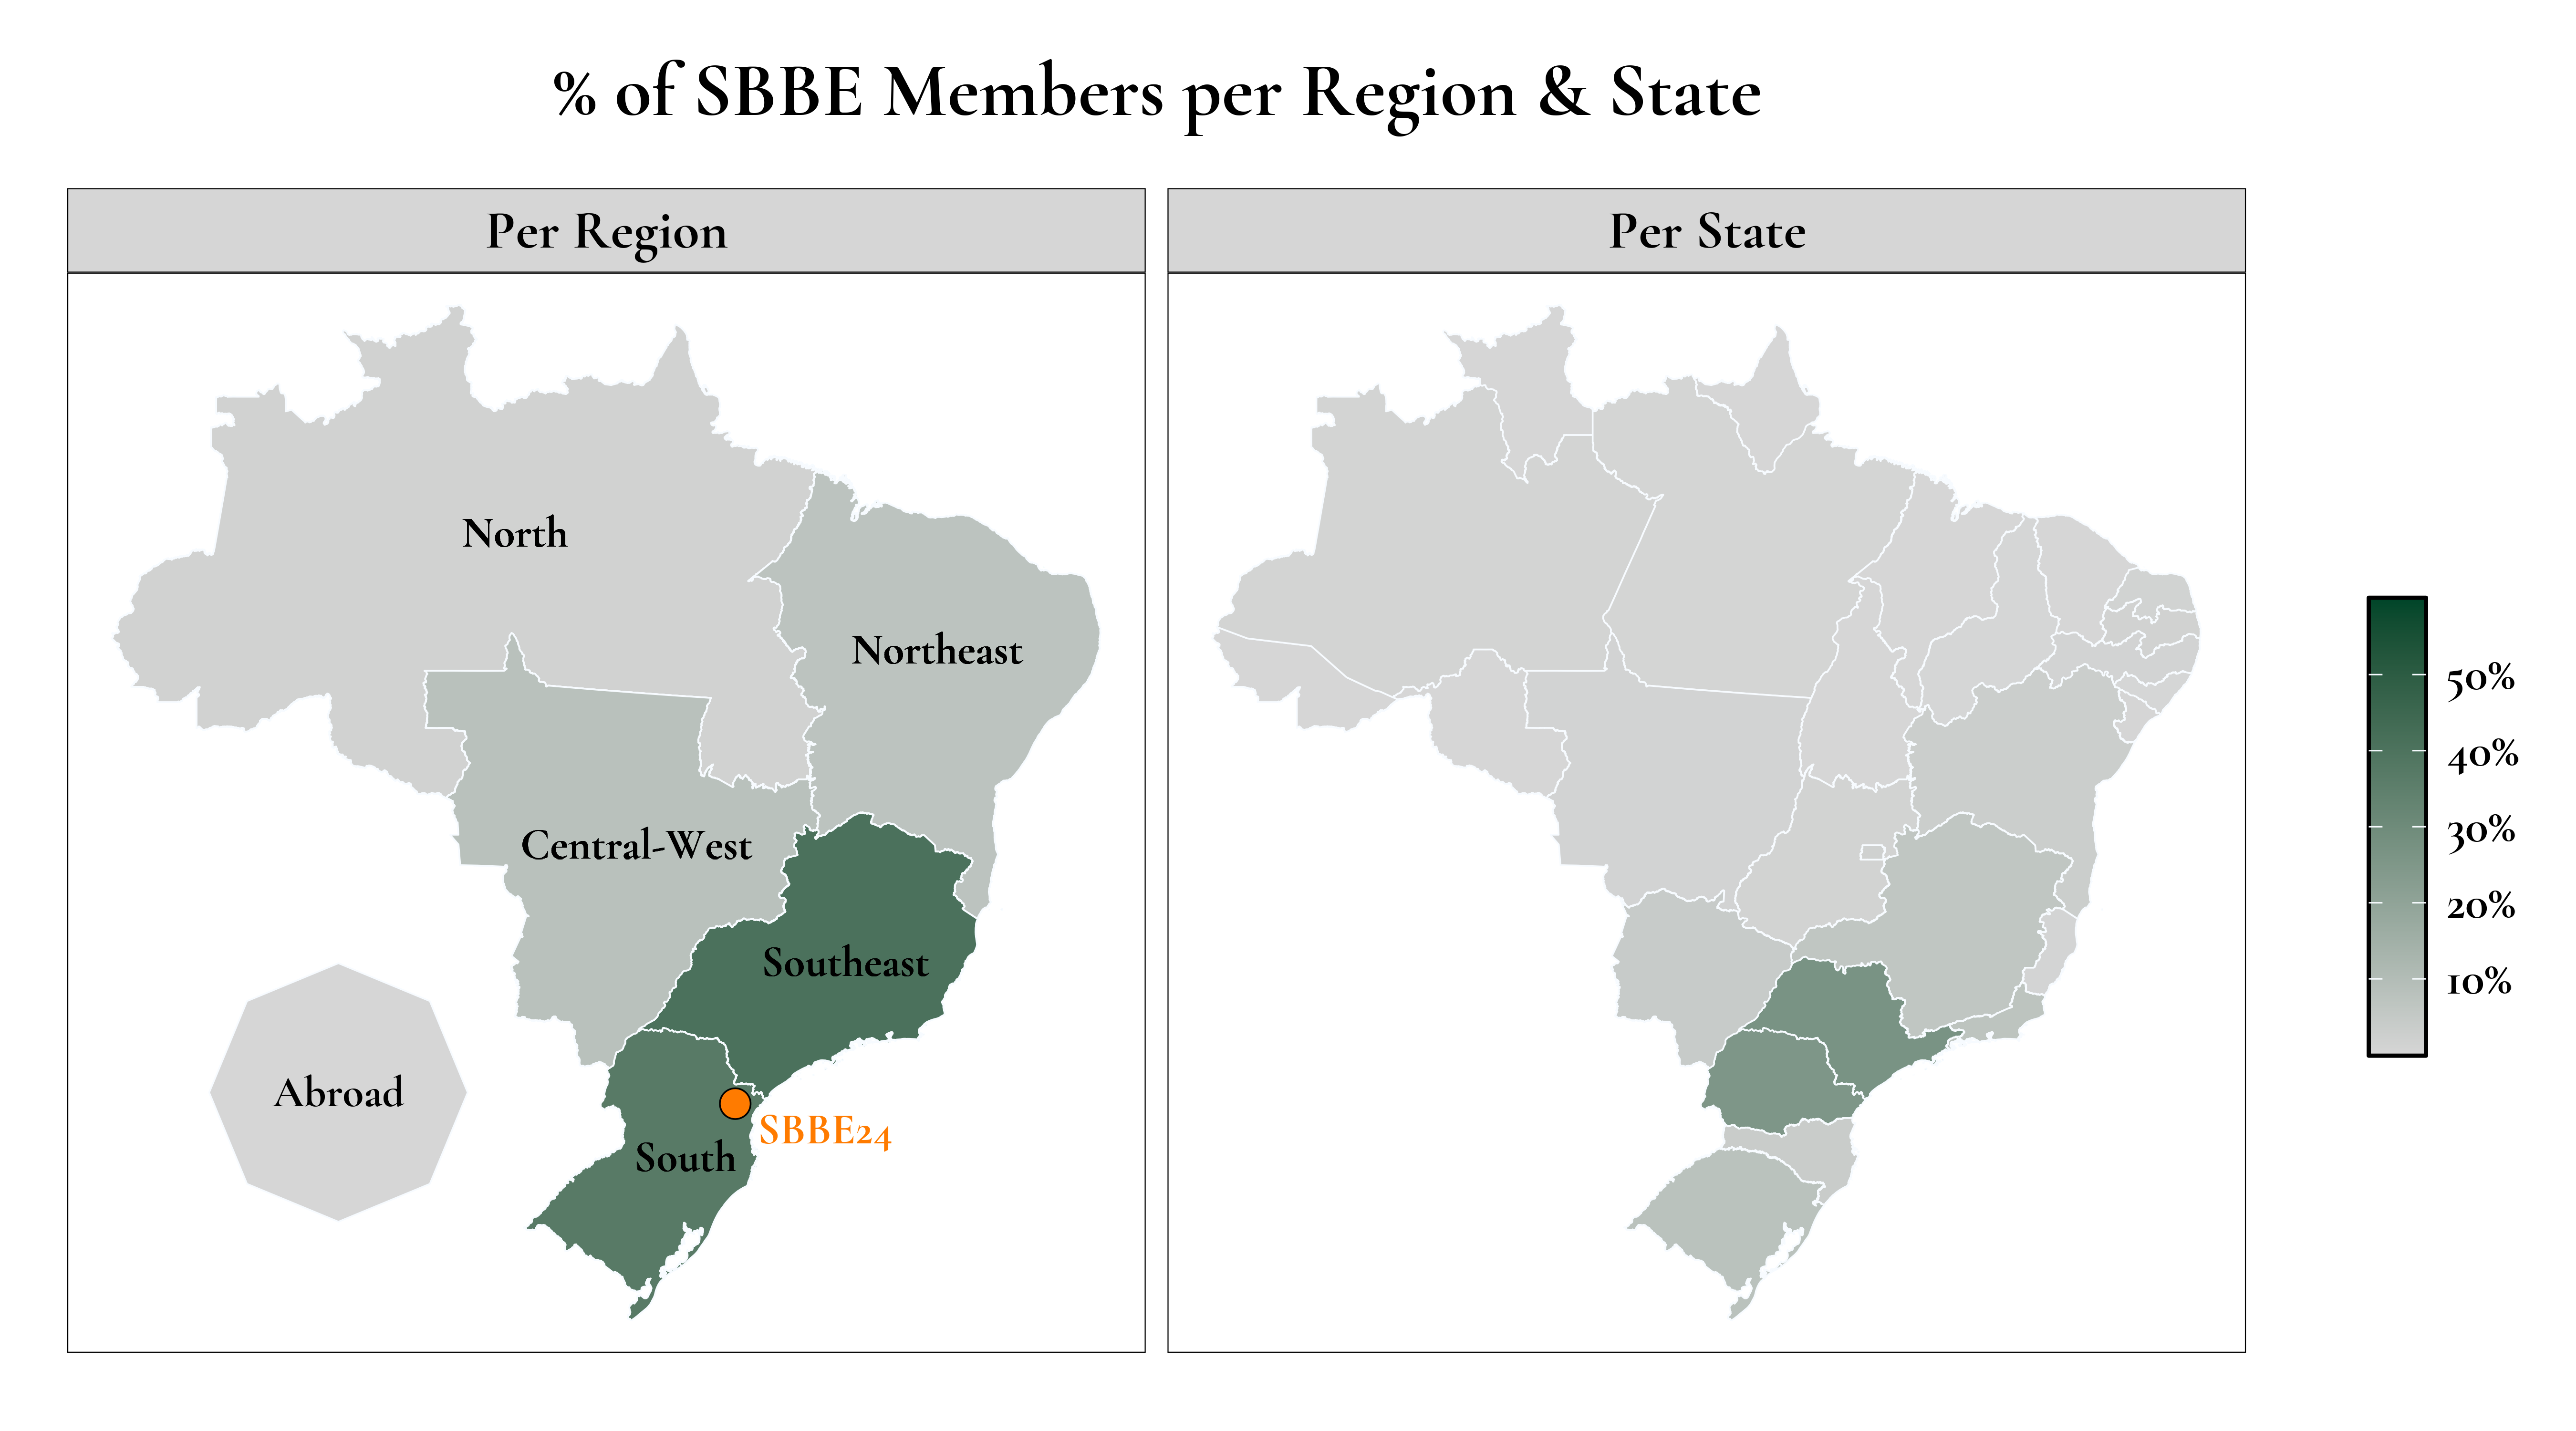 % of SBBE Members per Region & State
Per Region
Per State
North
Northeast
Central-West
Southeast
Abroad
SBBE24
South
50%
40%
30%
20%
10%